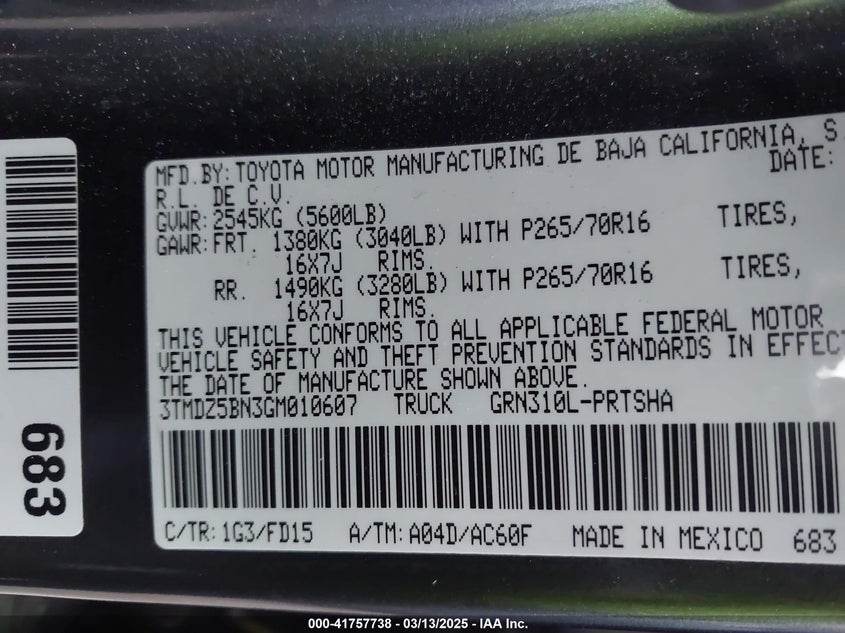 MFD.BY: TOYOTA MOTOR MANUFACTURING DE BAJA CALIFORNIA, S.
R.L. DE C.V. DATE:
GVWR: 2545KG (5600LB)
GAWR: FRT. 1380KG (3040LB) WITH P265/70R16 TIRES,
16X7J RIMS.
RR. 1490KG (3280LB) WITH P265/70R16 TIRES,
16X7J RIMS.
THIS VEHICLE CONFORMS TO ALL APPLICABLE FEDERAL MOTOR
VEHICLE SAFETY AND THEFT PREVENTION STANDARDS IN EFFECT
THE DATE OF MANUFACTURE SHOWN ABOVE.
3TMDZ5BN3GM010607 TRUCK GRN310L-PRTSHA
C/TR: 1G3/FD15 A/TM: A04D/AC60F MADE IN MEXICO 683
683
000-41757738 - 03/13/2025 - IAA Inc.